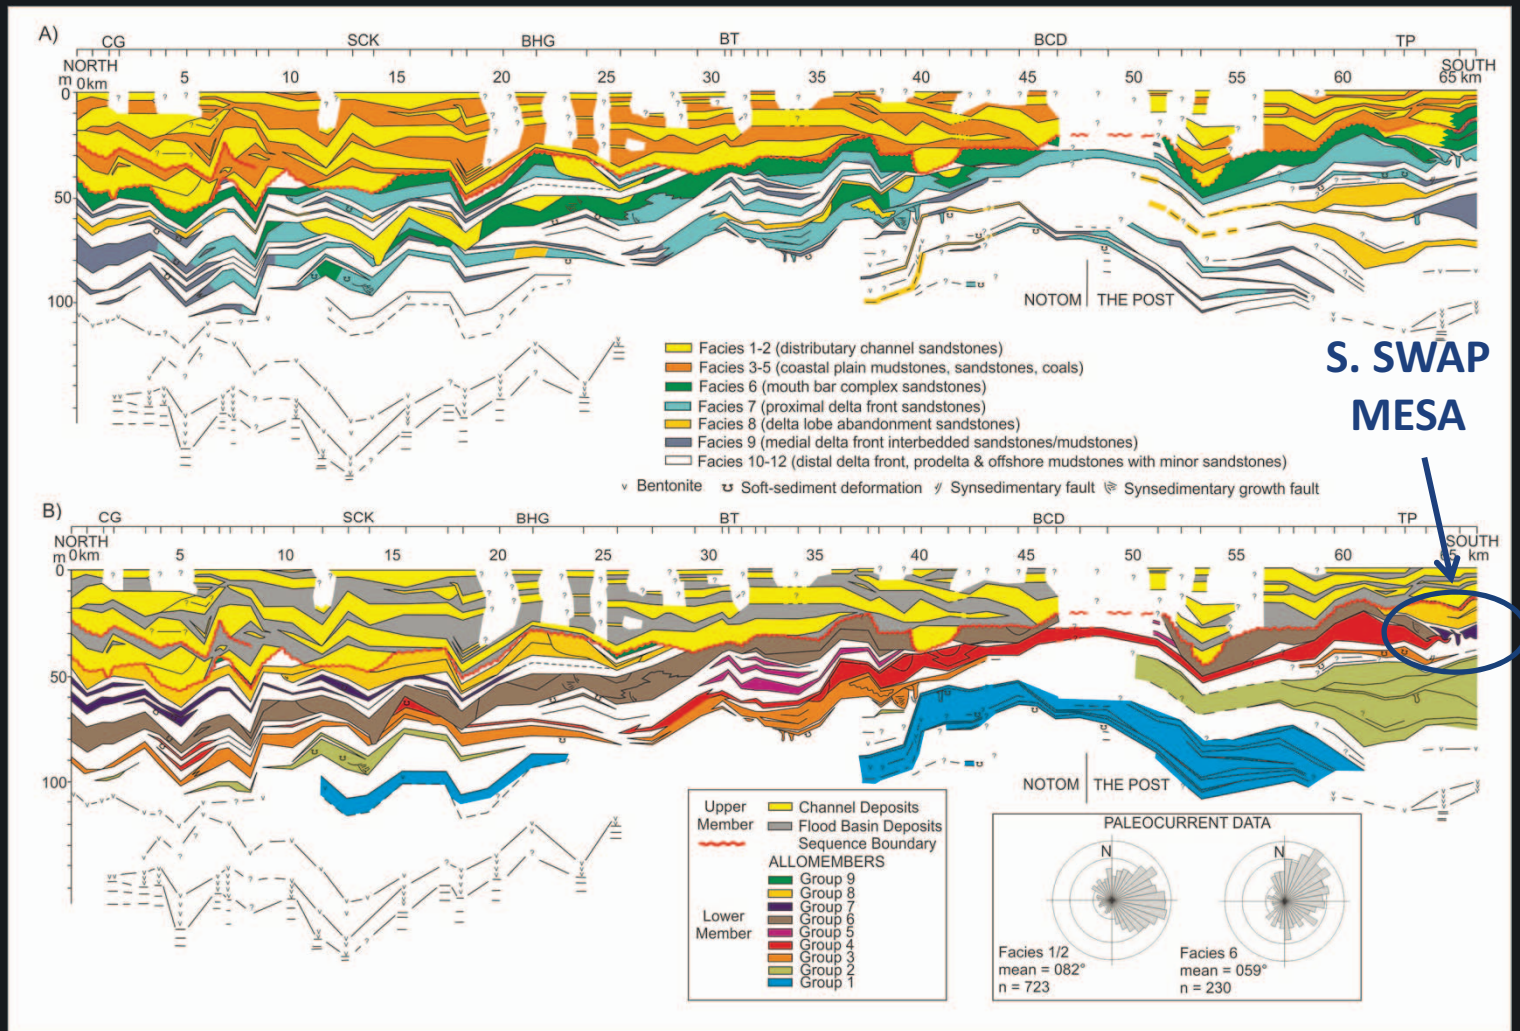 A)
CG SCK BHG BT BCD TP
NORTH SOUTH
m 0km 5 10 15 20 25 30 35 40 45 50 55 60 65 km
0
50
100
NOTOM THE POST
Facies 1-2 (distributary channel sandstones)
Facies 3-5 (coastal plain mudstones, sandstones, coals)
Facies 6 (mouth bar complex sandstones)
Facies 7 (proximal delta front sandstones)
Facies 8 (delta lobe abandonment sandstones)
Facies 9 (medial delta front interbedded sandstones/mudstones)
Facies 10-12 (distal delta front, prodelta & offshore mudstones with minor sandstones)
v Bentonite Soft-sediment deformation Synsedimentary fault Synsedimentary growth fault
S. SWAP
MESA
B)
CG SCK BHG BT BCD TP
NORTH SOUTH
m 0km 5 10 15 20 25 30 35 40 45 50 55 60 65 km
0
50
100
NOTOM THE POST
Upper
Member
Channel Deposits
Flood Basin Deposits
Sequence Boundary
ALLOMEMBERS
Lower
Member
Group 9
Group 8
Group 7
Group 6
Group 5
Group 4
Group 3
Group 2
Group 1
PALEOCURRENT DATA
N N
Facies 1/2
mean = 082°
n = 723
Facies 6
mean = 059°
n = 230